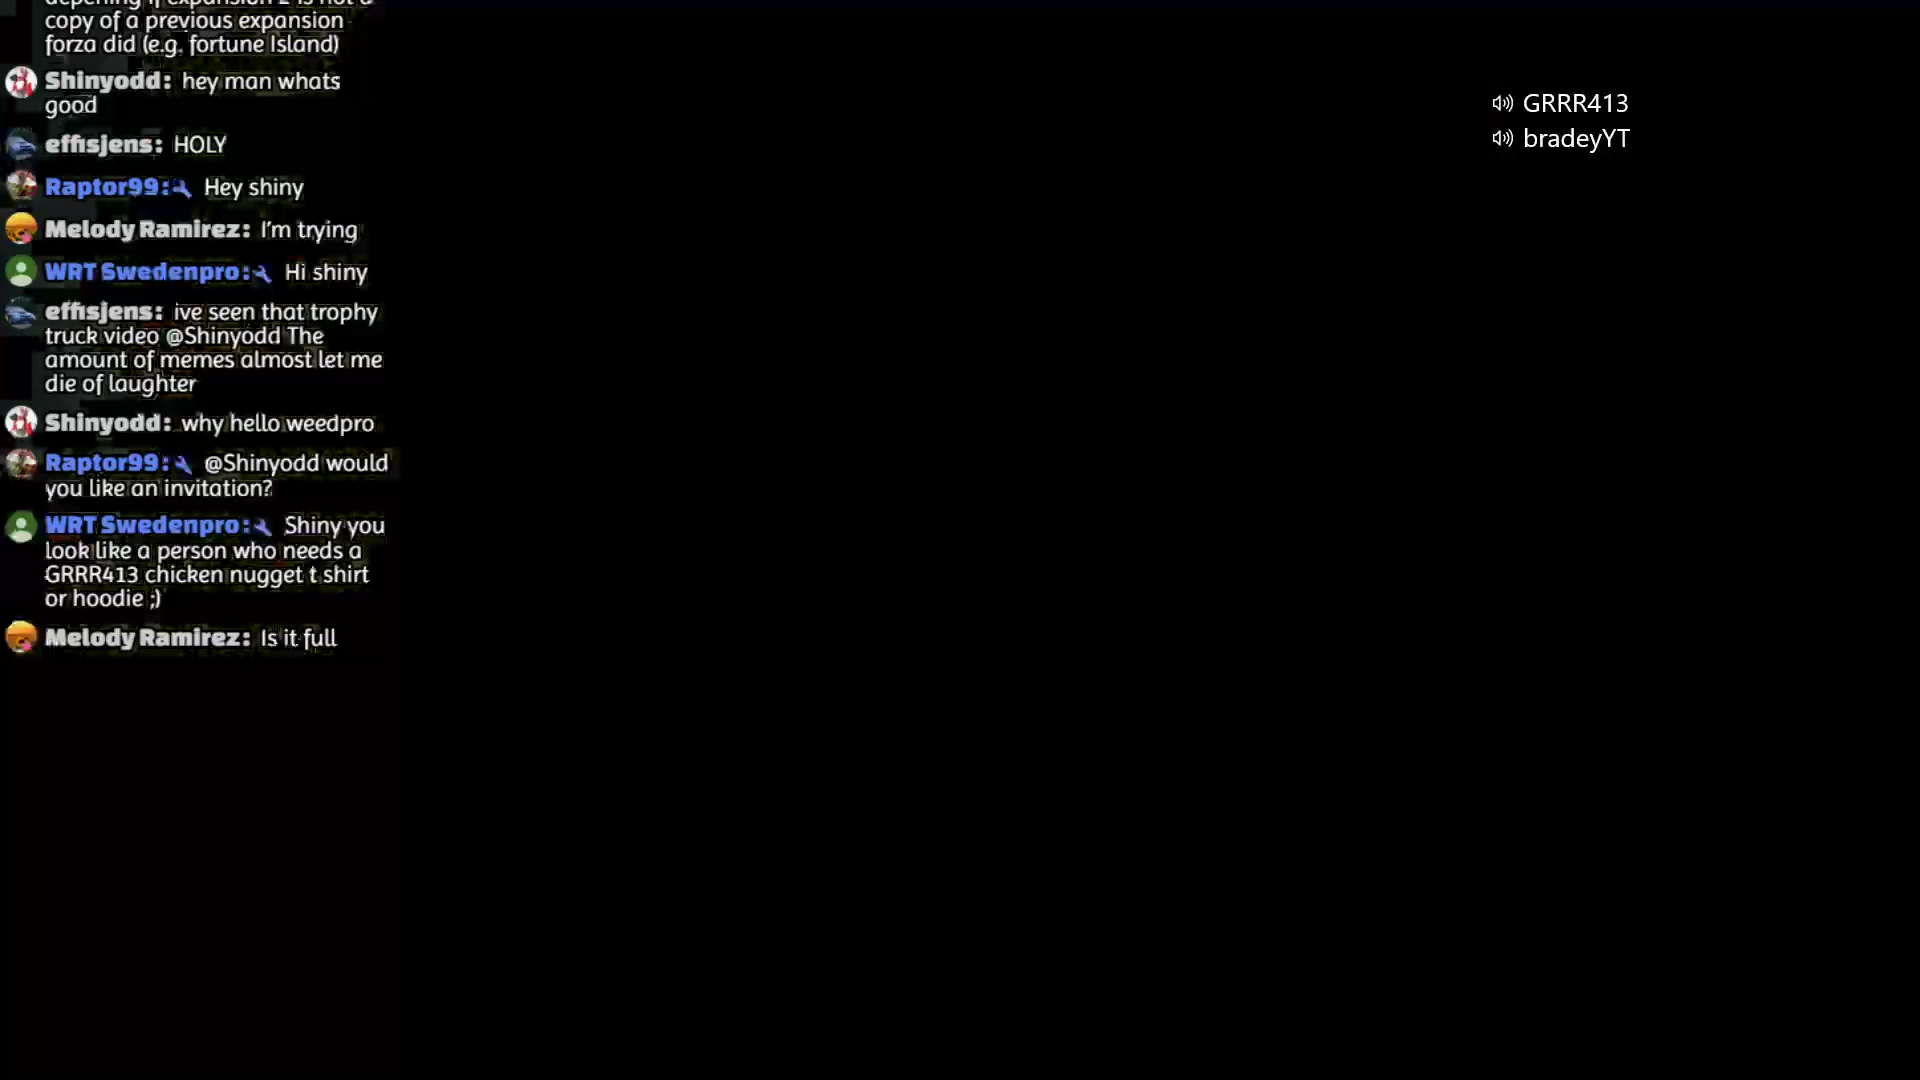 copy of a previous expansion
forza did (e.g. fortune Island)
Shinyodd: hey man whats
good
effisjens: HOLY
Raptor99: Hey shiny
Melody Ramirez: I'm trying
WRT Swedenpro: Hi shiny
effisjens: ive seen that trophy
truck video @Shinyodd The
amount of memes almost let me
die of laughter
Shinyodd: why hello weedpro
Raptor99: @Shinyodd would
you like an invitation?
WRT Swedenpro: Shiny you
look like a person who needs a
GRRR413 chicken nugget t shirt
or hoodie ;)
Melody Ramirez: Is it full
GRRR413
bradeyYT